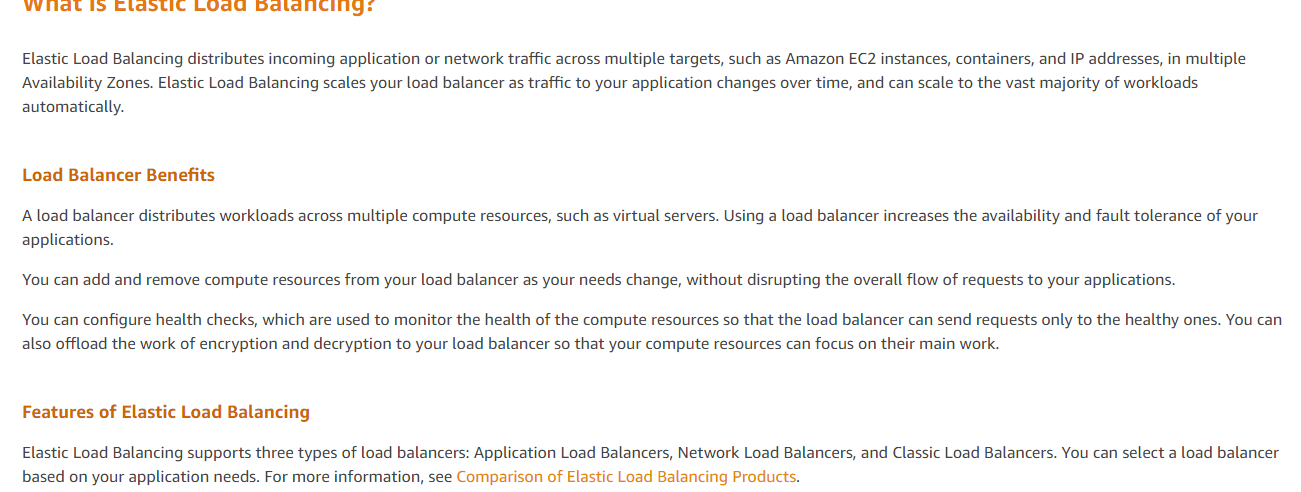 What Is Elastic Load Balancing?
Elastic Load Balancing distributes incoming application or network traffic across multiple targets, such as Amazon EC2 instances, containers, and IP addresses, in multiple
Availability Zones. Elastic Load Balancing scales your load balancer as traffic to your application changes over time, and can scale to the vast majority of workloads
automatically.
Load Balancer Benefits
A load balancer distributes workloads across multiple compute resources, such as virtual servers. Using a load balancer increases the availability and fault tolerance of your
applications.
You can add and remove compute resources from your load balancer as your needs change, without disrupting the overall flow of requests to your applications.
You can configure health checks, which are used to monitor the health of the compute resources so that the load balancer can send requests only to the healthy ones. You can
also offload the work of encryption and decryption to your load balancer so that your compute resources can focus on their main work.
Features of Elastic Load Balancing
Elastic Load Balancing supports three types of load balancers: Application Load Balancers, Network Load Balancers, and Classic Load Balancers. You can select a load balancer
based on your application needs. For more information, see Comparison of Elastic Load Balancing Products.